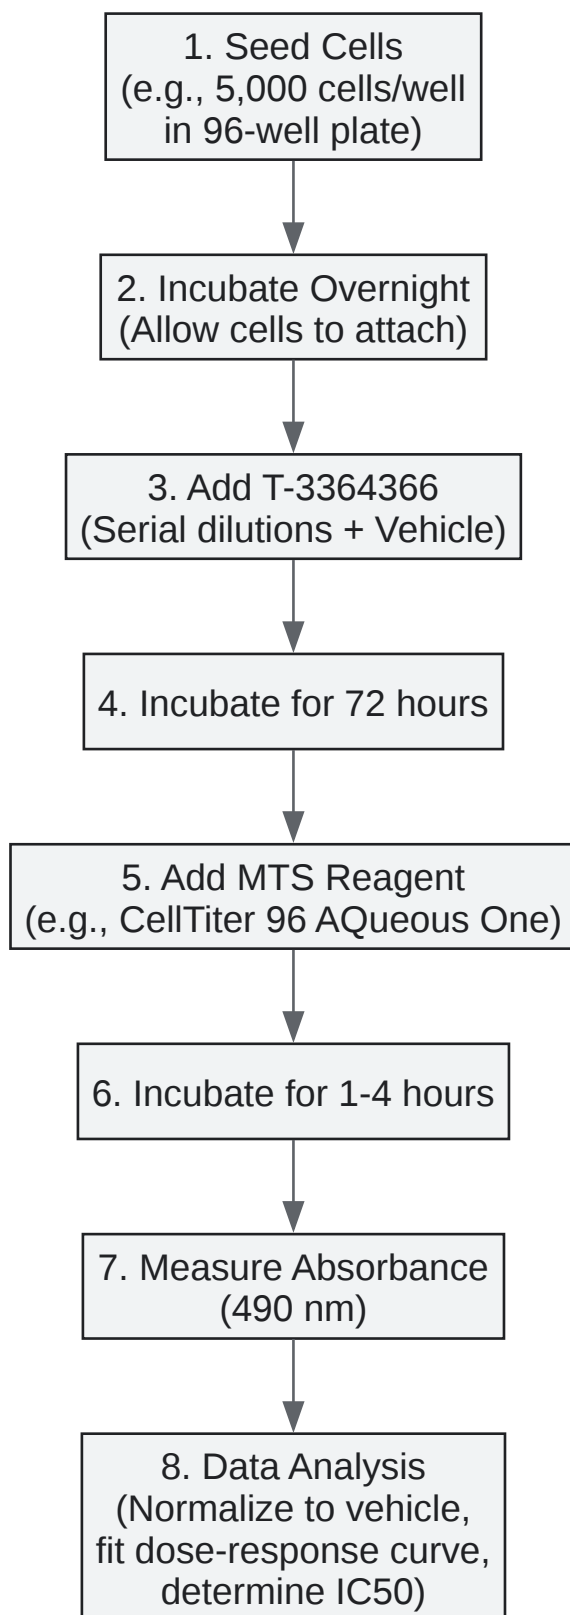 1. Seed Cells
(e.g., 5,000 cells/well
in 96-well plate)
2. Incubate Overnight
(Allow cells to attach)
3. Add T-3364366
(Serial dilutions + Vehicle)
4. Incubate for 72 hours
5. Add MTS Reagent
(e.g., CellTiter 96 AQueous One)
6. Incubate for 1-4 hours
7. Measure Absorbance
(490 nm)
8. Data Analysis
(Normalize to vehicle,
fit dose-response curve,
determine IC50)